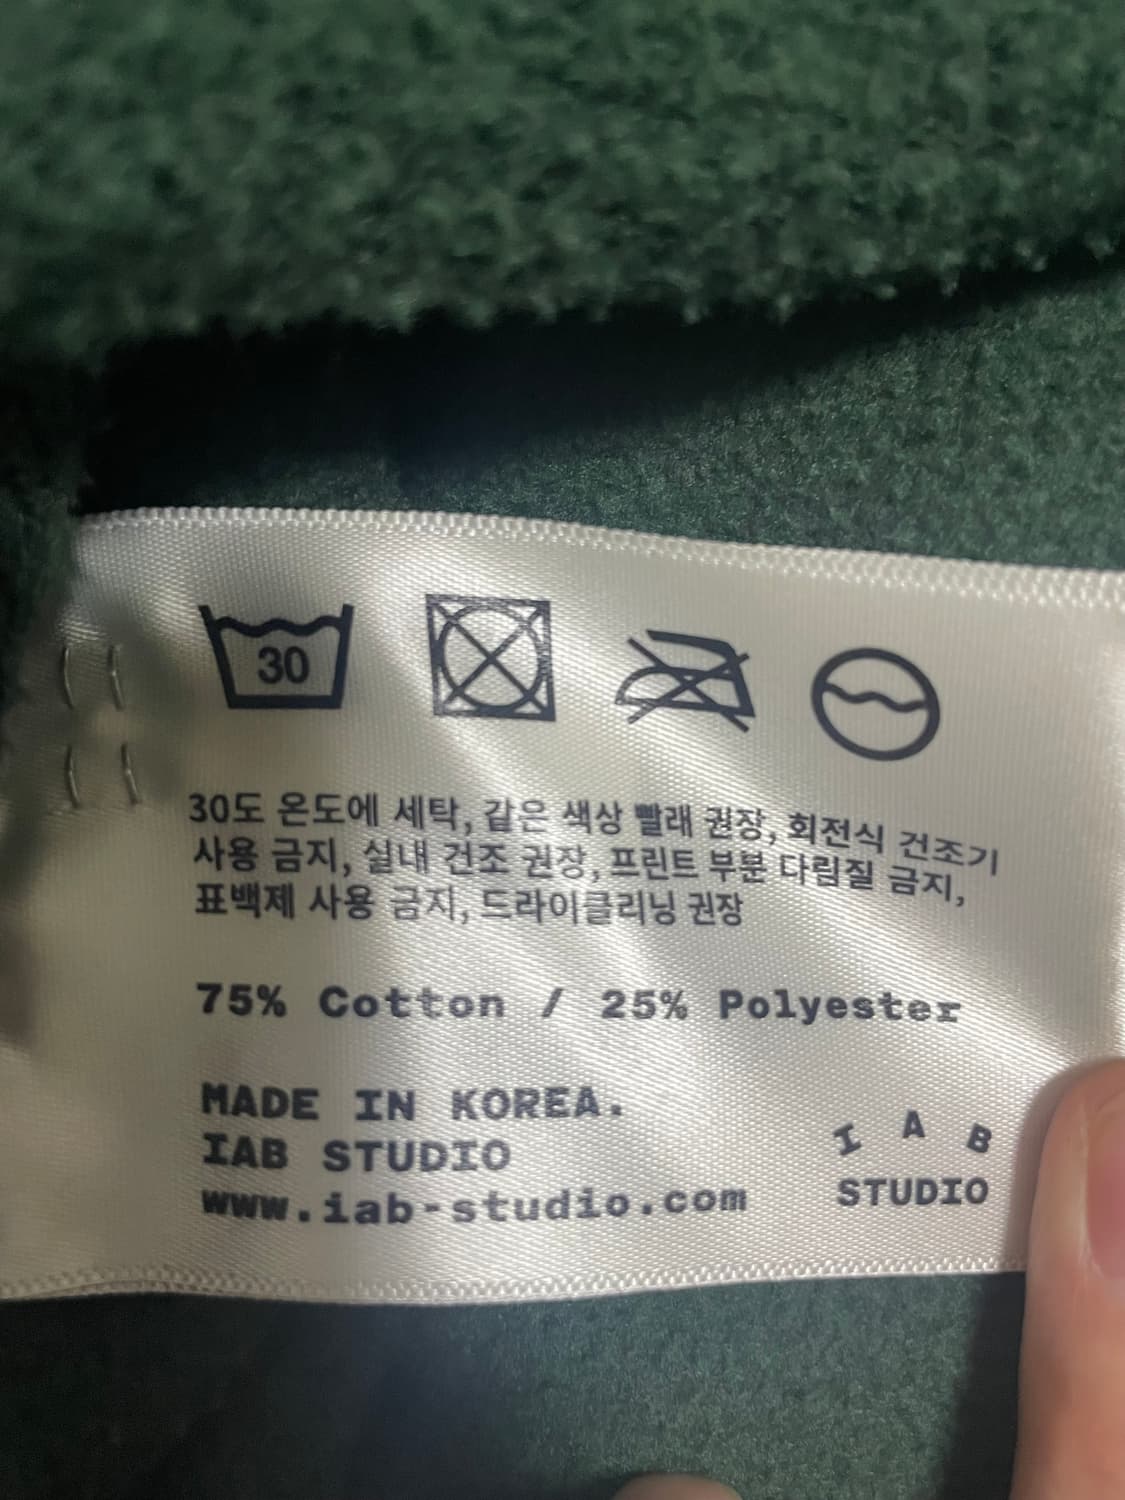 30
30도 온도에 세탁, 같은 색상 빨래 권장, 회전식 건조기
사용 금지, 실내 건조 권장, 프린트 부분 다림질 금지,
표백제 사용 금지, 드라이클리닝 권장
75% Cotton / 25% Polyester
MADE IN KOREA.
IAB STUDIO
www.iab-studio.com
I A B
STUDIO